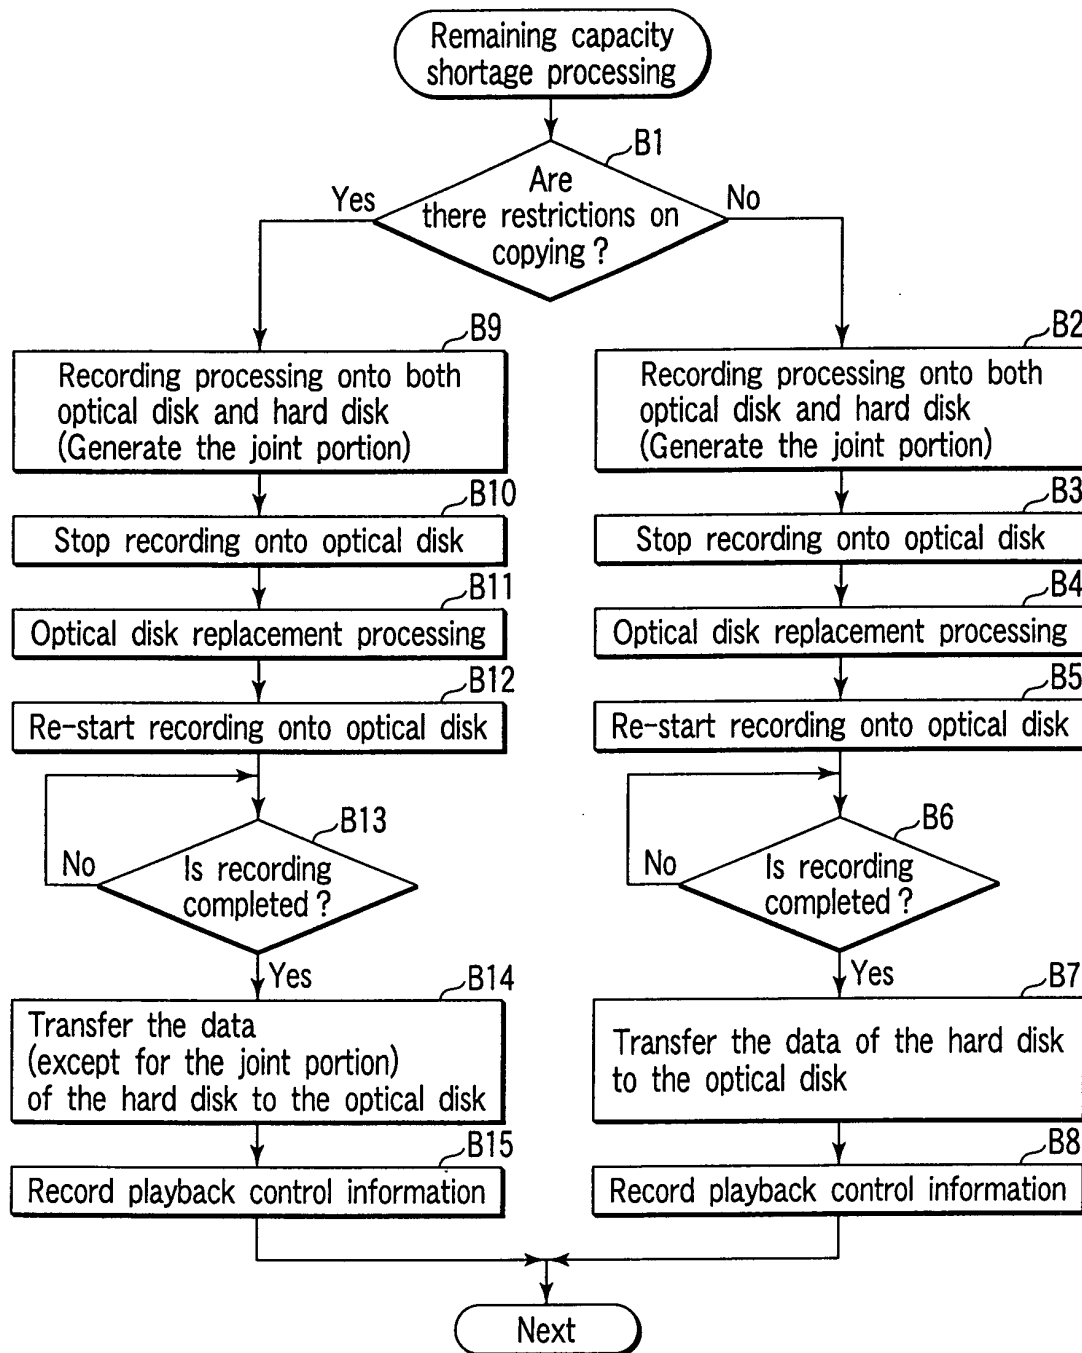 Remaining capacity
shortage processing
B1
Are
there restrictions on
copying ?
Yes
No
B9
Recording processing onto both
optical disk and hard disk
(Generate the joint portion)
B10
Stop recording onto optical disk
B11
Optical disk replacement processing
B12
Re-start recording onto optical disk
B13
Is recording
completed ?
No
Yes
B14
Transfer the data
(except for the joint portion)
of the hard disk to the optical disk
B15
Record playback control information
B2
Recording processing onto both
optical disk and hard disk
(Generate the joint portion)
B3
Stop recording onto optical disk
B4
Optical disk replacement processing
B5
Re-start recording onto optical disk
B6
Is recording
completed ?
No
Yes
B7
Transfer the data of the hard disk
to the optical disk
B8
Record playback control information
Next